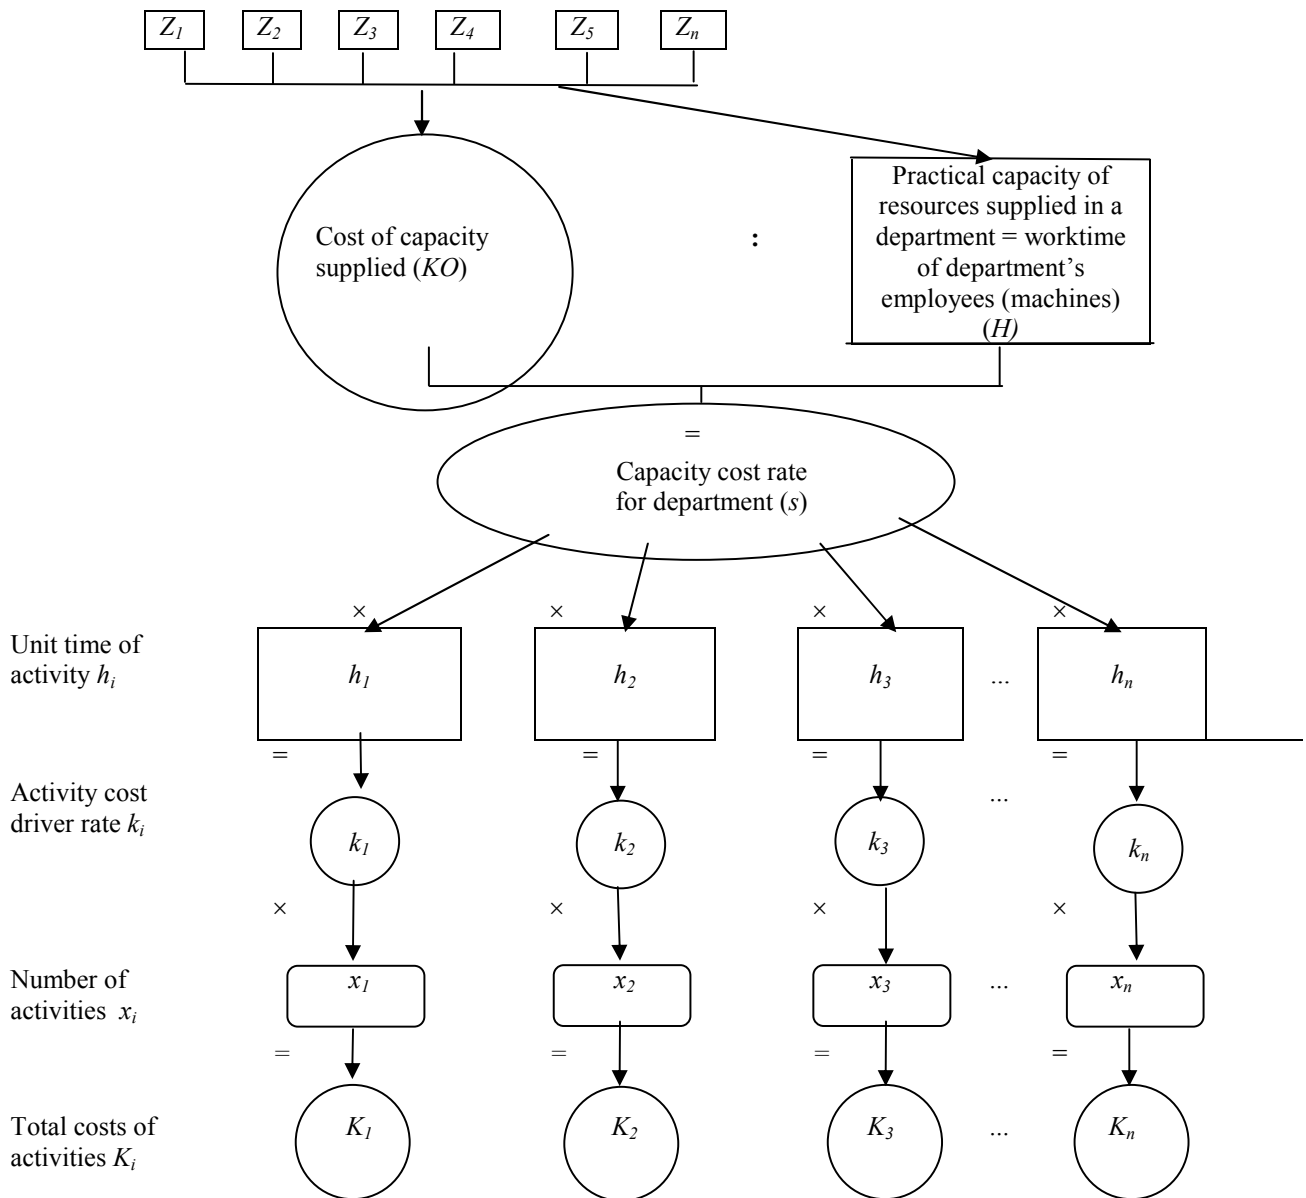 Z1 Z2 Z3 Z4 Z5 Zn
Cost of capacity
supplied (KO)
:
Practical capacity of
resources supplied in a
department = worktime
of department's
employees (machines)
(H)
=
Capacity cost rate
for department (s)
× × × ×
Unit time of
activity hi
h1 h2 h3 ... hn
= = = =
Activity cost
driver rate ki
...
k1 k2 k3 kn
× × × ×
Number of
activities xi
x1 x2 x3 ... xn
= = = =
Total costs of
activities Ki
K1 K2 K3 ... Kn